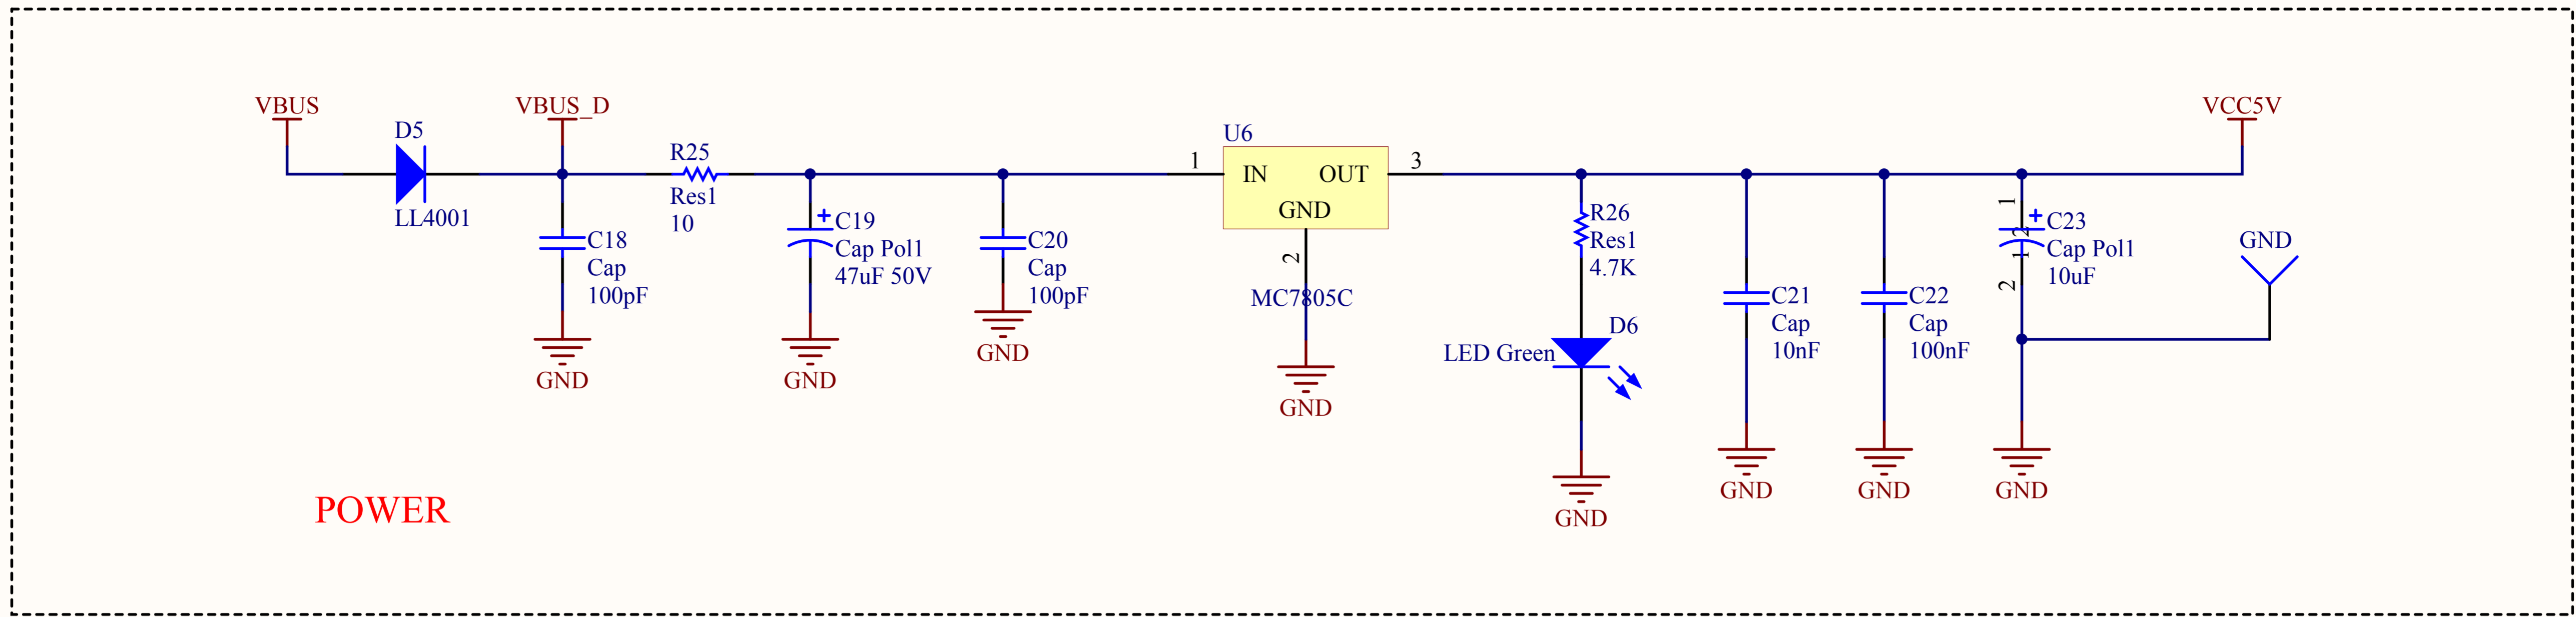 VBUS
D5
LL4001
VBUS_D
C18
Cap
100pF
GND
R25
Res1
10
C19
Cap Pol1
47uF 50V
GND
C20
Cap
100pF
GND
U6
1
IN
OUT
3
GND
2
MC7805C
GND
R26
Res1
4.7K
D6
LED Green
GND
C21
Cap
10nF
GND
C22
Cap
100nF
GND
VCC5V
1
C23
Cap Pol1
10uF
2
1
2
GND
GND
POWER